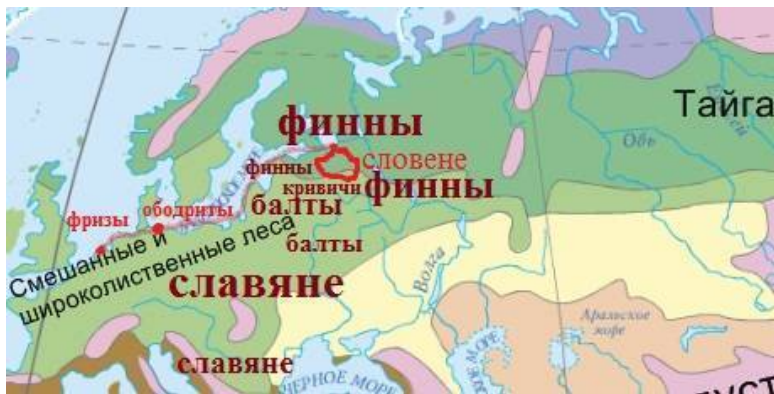 Тайга
Обь
финны
словене
финны
кривичи
финны
балты
ободриты
фризы
балты
Смешанные и
широколиственные леса
славяне
Волга
Аральское
море
славяне
ЧЕРНОЕ МОРЕ
МОРЕ